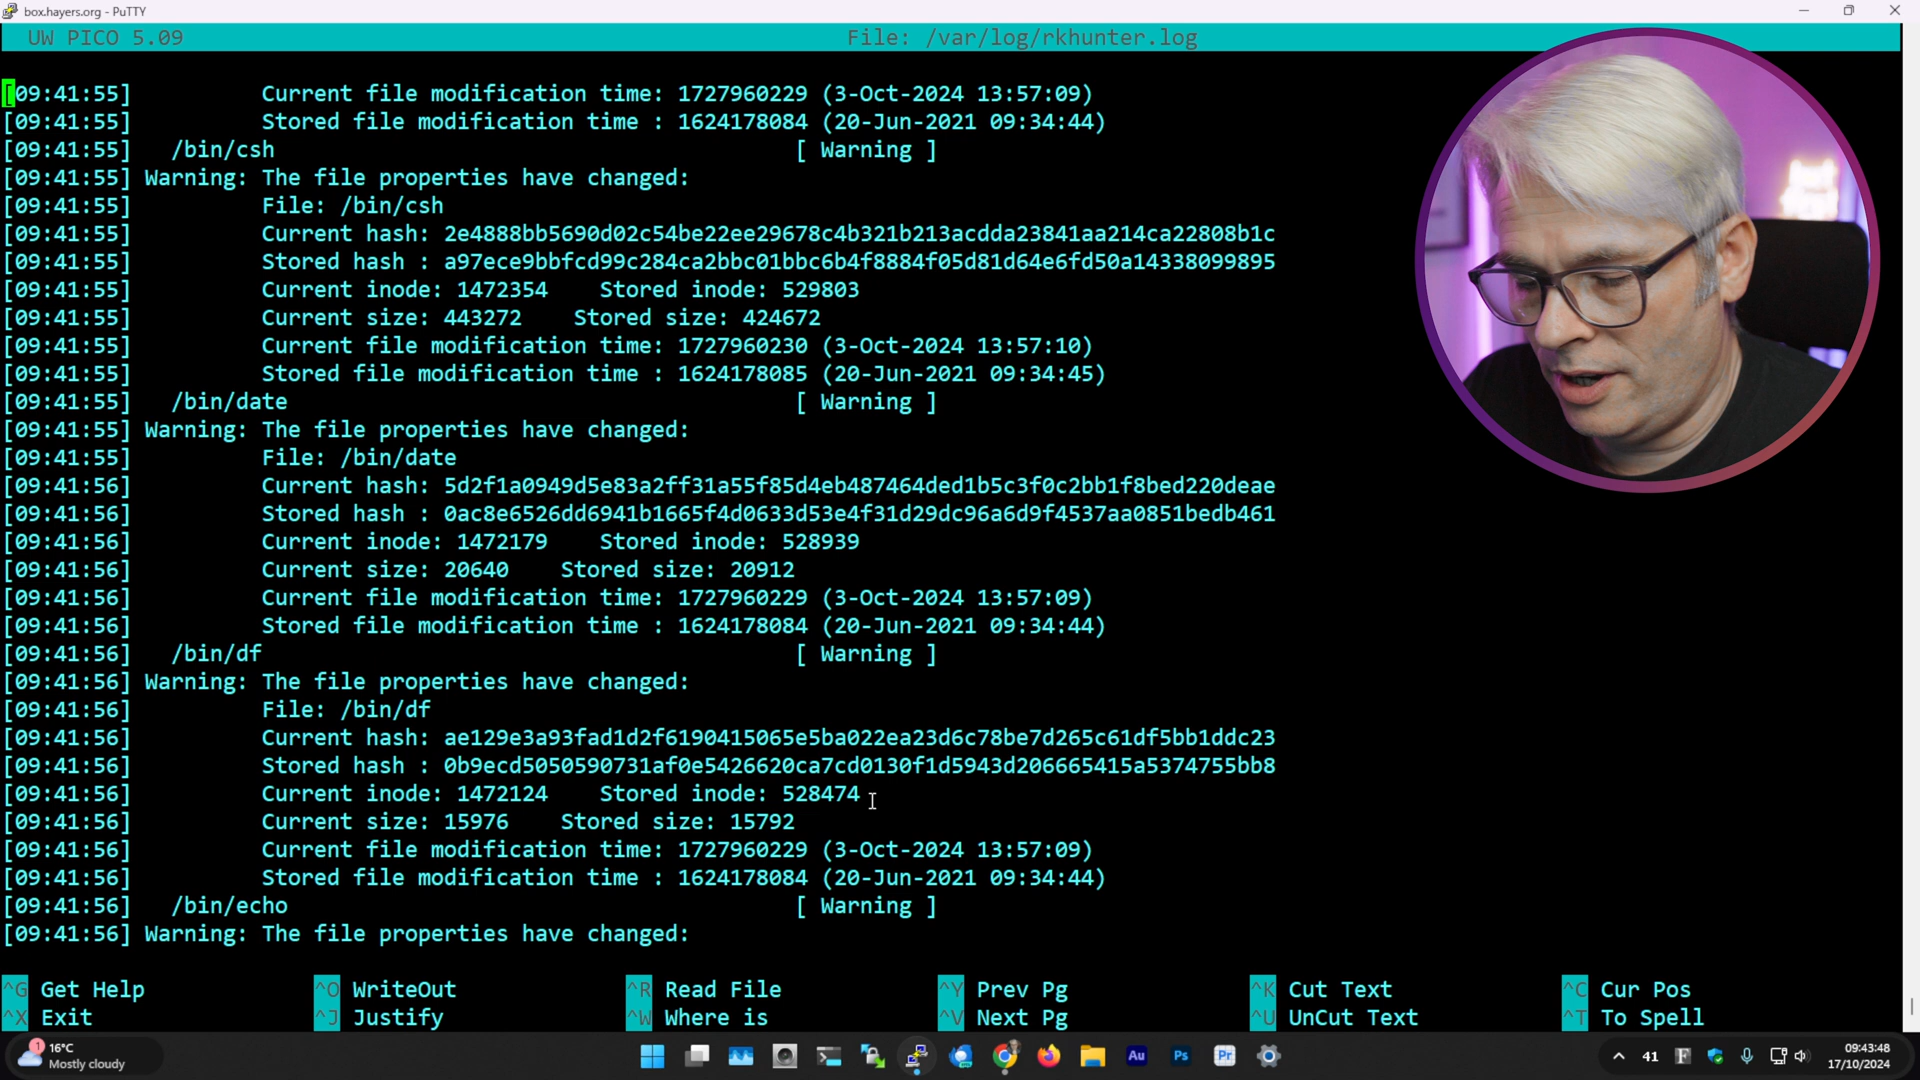 box.hayers.org - PuTTY
UW PICO 5.09 File: /var/log/rkhunter.log
[09:41:55] Current file modification time: 1727960229 (3-Oct-2024 13:57:09)
[09:41:55] Stored file modification time : 1624178084 (20-Jun-2021 09:34:44)
[09:41:55] /bin/csh [ Warning ]
[09:41:55] Warning: The file properties have changed:
[09:41:55] File: /bin/csh
[09:41:55] Current hash: 2e4888bb5690d02c54be22ee29678c4b321b213acdda23841aa214ca22808b1c
[09:41:55] Stored hash : a97ece9bbfcd99c284ca2bbc01bbc6b4f8884f05d81d64e6fd50a14338099895
[09:41:55] Current inode: 1472354 Stored inode: 529803
[09:41:55] Current size: 443272 Stored size: 424672
[09:41:55] Current file modification time: 1727960230 (3-Oct-2024 13:57:10)
[09:41:55] Stored file modification time : 1624178085 (20-Jun-2021 09:34:45)
[09:41:55] /bin/date [ Warning ]
[09:41:55] Warning: The file properties have changed:
[09:41:55] File: /bin/date
[09:41:56] Current hash: 5d2f1a0949d5e83a2ff31a55f85d4eb487464ded1b5c3f0c2bb1f8bed220deae
[09:41:56] Stored hash : 0ac8e6526dd6941b1665f4d0633d53e4f31d29dc96a6d9f4537aa0851bedb461
[09:41:56] Current inode: 1472179 Stored inode: 528939
[09:41:56] Current size: 20640 Stored size: 20912
[09:41:56] Current file modification time: 1727960229 (3-Oct-2024 13:57:09)
[09:41:56] Stored file modification time : 1624178084 (20-Jun-2021 09:34:44)
[09:41:56] /bin/df [ Warning ]
[09:41:56] Warning: The file properties have changed:
[09:41:56] File: /bin/df
[09:41:56] Current hash: ae129e3a93fad1d2f6190415065e5ba022ea23d6c78be7d265c61df5bb1ddc23
[09:41:56] Stored hash : 0b9ecd5050590731af0e5426620ca7cd0130f1d5943d206665415a5374755bb8
[09:41:56] Current inode: 1472124 Stored inode: 528474
[09:41:56] Current size: 15976 Stored size: 15792
[09:41:56] Current file modification time: 1727960229 (3-Oct-2024 13:57:09)
[09:41:56] Stored file modification time : 1624178084 (20-Jun-2021 09:34:44)
[09:41:56] /bin/echo [ Warning ]
[09:41:56] Warning: The file properties have changed:
^G Get Help ^O WriteOut ^R Read File ^Y Prev Pg ^K Cut Text ^C Cur Pos
^X Exit ^J Justify ^W Where is ^V Next Pg ^U UnCut Text ^T To Spell
1 16°C
Mostly cloudy
Au Ps Pr
41
F
09:43:48
17/10/2024